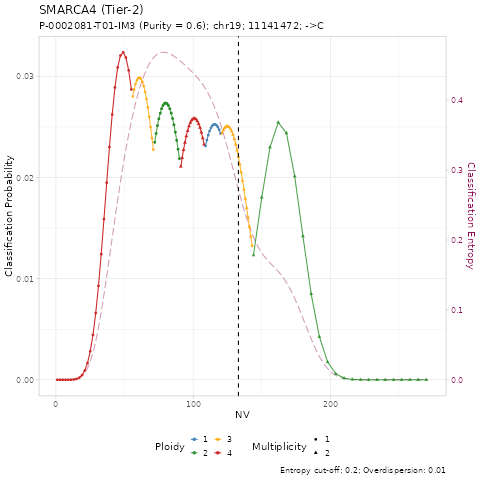 SMARCA4 (Tier-2)
P-0002081-T01-IM3 (Purity = 0.6); chr19; 11141472; ->C
Classification Probability
0.03
0.02
0.01
0.00
0.4
0.3
0.2
0.1
0.0
Classification Entropy
0
100
200
NV
Ploidy
1
3
2
4
Multiplicity
1
2
Entropy cut-off: 0.2; Overdispersion: 0.01